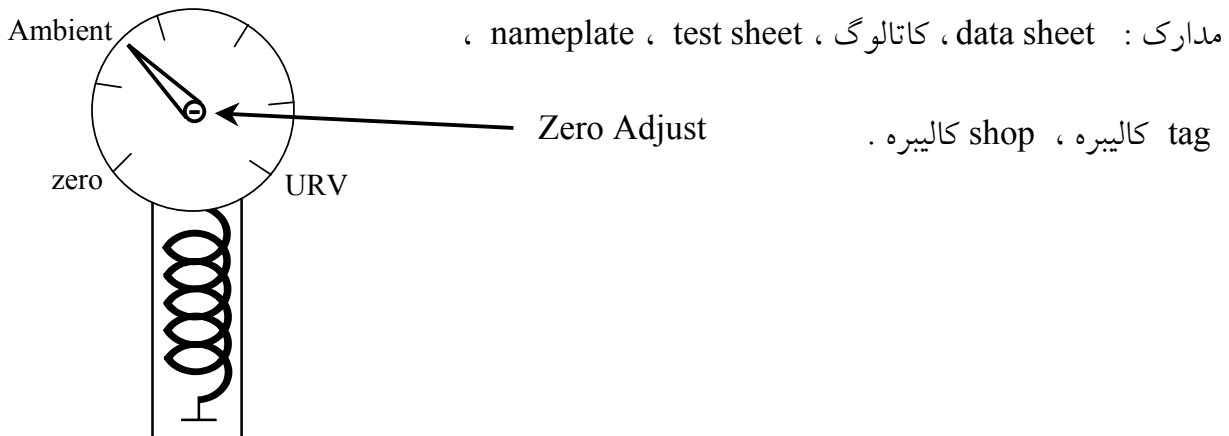 Ambient
مدارک : data sheet ، کاتالوگ ، test sheet ، nameplate ،
Zero Adjust
tag کالیبره ، shop کالیبره .
zero
URV